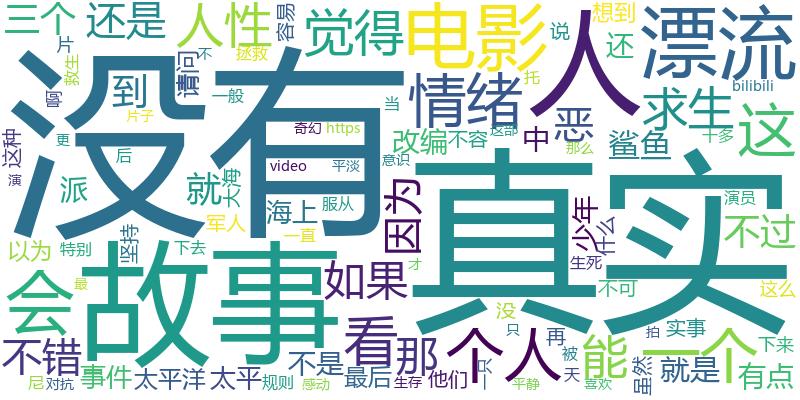 三个
还是
人性
容易
觉得
电影
人
想到
说
还
漂流
片
救生
不
拯救
请问
啊
到
没有
一般
当
托
情绪
恶
中
bilibili
求生
这
这种
更
片子
奇幻
https
这部
那么
十多
改编
不容
鲨鱼
演
后
video
平淡
意识
派
就
大海
海上
服从
因为
真实
少年
什么
演员
不过
以为
特别
坚持
军人
一直
下去
生死
会
故事
如果
才
不可
这么
最
没
只
再
被
拍
实事
不错
看
那
个人
能
一个
下来
尼
对抗
事件
太平洋
太平
规则
不是
感动
最后
生存
他们
一只
平静
天
喜欢
虽然
就是
有点